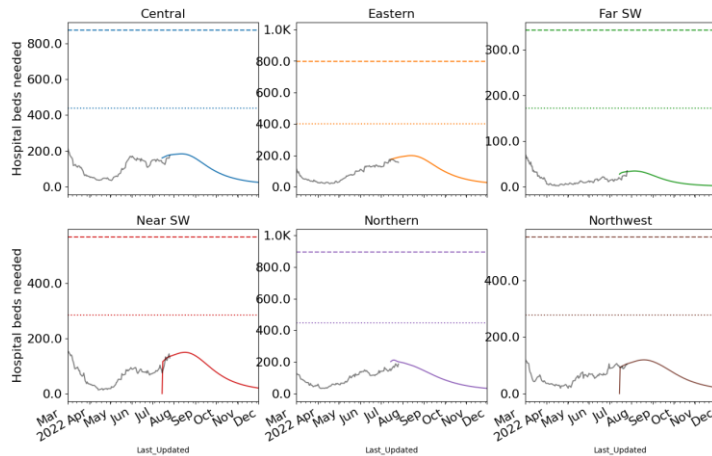 Central
Eastern
Far SW
Hospital beds needed
800.0
600.0
400.0
200.0
0.0
1.0K
800.0
600.0
400.0
200.0
0.0
300.0
200.0
100.0
0.0
Near SW
Northern
Northwest
Hospital beds needed
400.0
200.0
0.0
1.0K
800.0
600.0
400.0
200.0
0.0
400.0
200.0
0.0
Mar 2022
Apr
May
Jun
Jul
Aug
Sep
Oct
Nov
Dec
Mar 2022
Apr
May
Jun
Jul
Aug
Sep
Oct
Nov
Dec
Mar 2022
Apr
May
Jun
Jul
Aug
Sep
Oct
Nov
Dec
Last_Updated
Last_Updated
Last_Updated